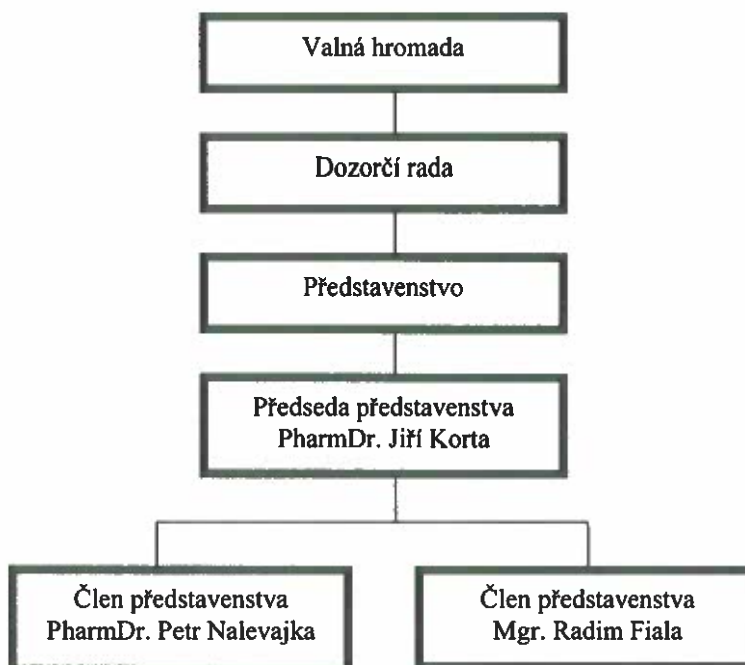 Valná hromada
Dozorčí rada
Představenstvo
Předseda představenstva
PharmDr. Jiří Korta
Člen představenstva
PharmDr. Petr Nalevajka
Člen představenstva
Mgr. Radim Fiala